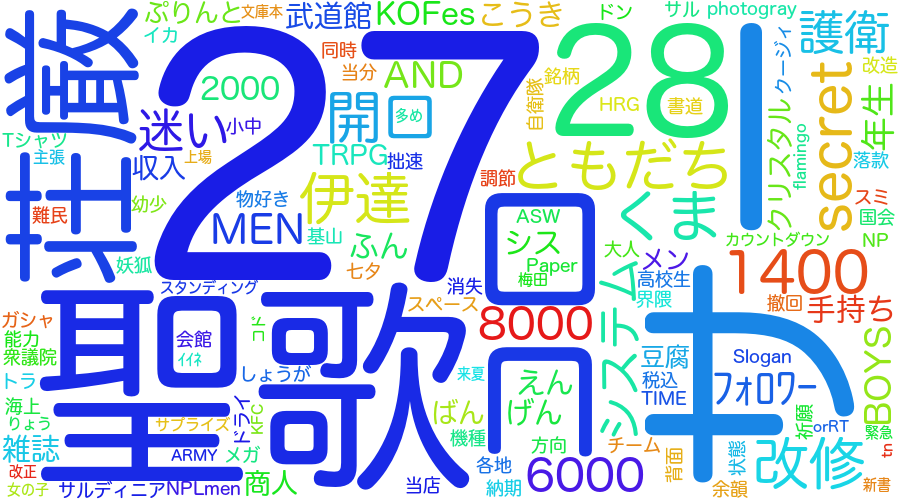 ぷりんと
文庫本
武道館
KOFes
こうき
ドン
サル
photogray
イカ
同時
護衛
荘厳
27
28
ー
クージィ
当分
AND
銘柄
改造
2000
開
多め
HRG
書道
secret
年生
Tシャツ
主張
迷い
小中
自衛隊
クリスタル
上場
収入
TRPG
拙速
ともだち
flamingo
落款
難民
幼少
物好き
伊達
調節
スミ
MEN
ロ
ASW
くま
国会
基山
ふん
シス
大人
カウントダウン
NP
妖狐
七夕
Paper
梅田
メン
スタンディング
消失
高校生
1400
聖歌
スペース
システム
界隈
撤回
手持ち
ガシャ
会館
8000
能力
衆議院
イイネ
豆腐
Slogan
BOYS
トラ
しょうが
来夏
えん
税込
フォロワー
海上
りょう
サプライズ
ドライ
KFC
ばん
げん
TIME
祈願
orRT
緊急
雑誌
ARMY
メガ
機種
方向
チーム
背面
状態
改修
tn
改正
女の子
サルディニア
NPLmen
商人
当店
各地
納期
6000
余韻
新書